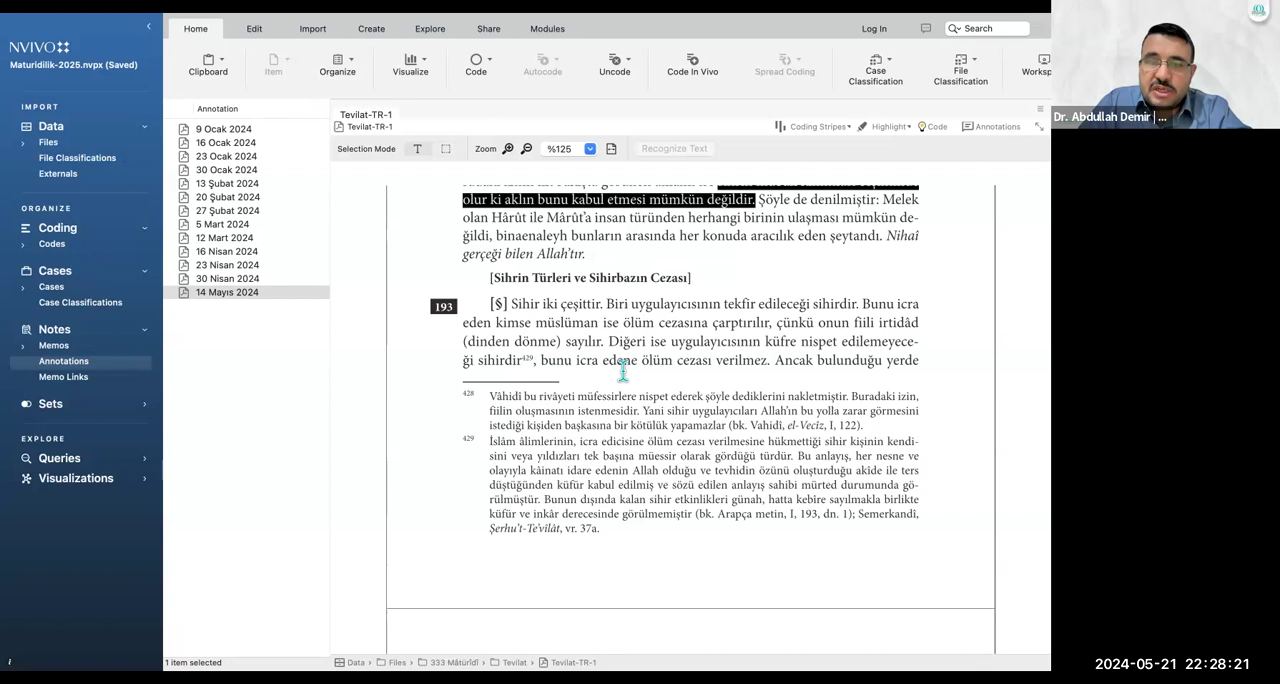 NVIVO
Maturidilik-2025.nvpx (Saved)
IMPORT
Data
Files
File Classifications
Externals
ORGANIZE
Coding
Codes
Cases
Cases
Case Classifications
Notes
Memos
Annotations
Memo Links
Sets
EXPLORE
Queries
Visualizations
Home Edit Import Create Explore Share Modules Log In Search
Clipboard Item Organize Visualize Code Autocode Uncode Code In Vivo Spread Coding Case Classification File Classification Worksp
Annotation
9 Ocak 2024
16 Ocak 2024
23 Ocak 2024
30 Ocak 2024
13 Şubat 2024
20 Şubat 2024
27 Şubat 2024
5 Mart 2024
12 Mart 2024
16 Nisan 2024
23 Nisan 2024
30 Nisan 2024
14 Mayıs 2024
1 item selected
Tevilat-TR-1
Tevilat-TR-1 Coding Stripes Highlight Code Annotations
Selection Mode T Zoom %125 Recognize Text
olur ki aklın bunu kabul etmesi mümkün değildir. Şöyle de denilmiştir: Melek
olan Hârût ile Mârût’a insan türünden herhangi birinin ulaşması mümkün de-
ğildi, binaenaleyh bunların arasında her konuda aracılık eden şeytandı. Nihaî
gerçeği bilen Allah’tır.
[Sihrin Türleri ve Sihirbazın Cezası]
193 [§] Sihir iki çeşittir. Biri uygulayıcısının tekfir edileceği sihirdir. Bunu icra
eden kimse müslüman ise ölüm cezasına çarptırılır, çünkü onun fiili irtidâd
(dinden dönme) sayılır. Diğeri ise uygulayıcısının küfre nispet edilemeyece-
ği sihirdir429, bunu icra edene ölüm cezası verilmez. Ancak bulunduğu yerde
428 Vâhidî bu rivâyeti müfessirlere nispet ederek şöyle dediklerini nakletmiştir. Buradaki izin,
fiilin oluşmasının istenmesidir. Yani sihir uygulayıcıları Allah’ın bu yolla zarar görmesini
istediği kişiden başkasına bir kötülük yapamazlar (bk. Vahidî, el-Vecîz, I, 122).
429 İslâm âlimlerinin, icra edicisine ölüm cezası verilmesine hükmettiği sihir kişinin kendi-
sini veya yıldızları tek başına müessir olarak gördüğü türdür. Bu anlayış, her nesne ve
olayıyla kâinatı idare edenin Allah olduğu ve tevhidin özünü oluşturduğu akîde ile ters
düştüğünden küfür kabul edilmiş ve sözü edilen anlayış sahibi mürted durumunda gö-
rülmüştür. Bunun dışında kalan sihir etkinlikleri günah, hatta kebîre sayılmakla birlikte
küfür ve inkâr derecesinde görülmemiştir (bk. Arapça metin, I, 193, dn. 1); Semerkandî,
Şerhu’t-Te’vîlât, vr. 37a.
Data Files 333 Mâtürîdî Tevilat Tevilat-TR-1
Dr. Abdullah Demir | ...
2024-05-21 22:28:21